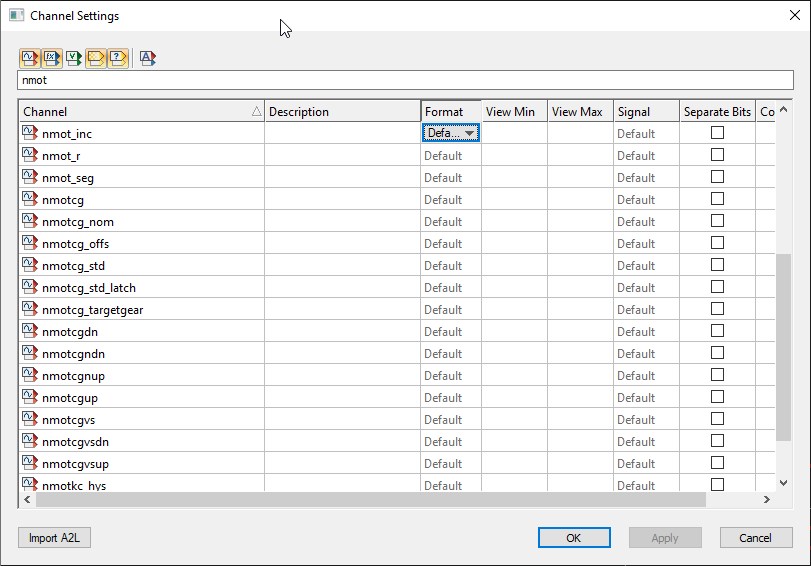 Channel Settings
nmot
Channel Description Format View Min View Max Signal Separate Bits Co
nmot_inc Defa... Default
nmot_r Default Default
nmot_seg Default Default
nmotcg Default Default
nmotcg_nom Default Default
nmotcg_offs Default Default
nmotcg_std Default Default
nmotcg_std_latch Default Default
nmotcg_targetgear Default Default
nmotcgdn Default Default
nmotcgndn Default Default
nmotcgnup Default Default
nmotcgup Default Default
nmotcgvs Default Default
nmotcgvsdn Default Default
nmotcgvsup Default Default
nmotkc_hys Default Default
Import A2L OK Apply Cancel